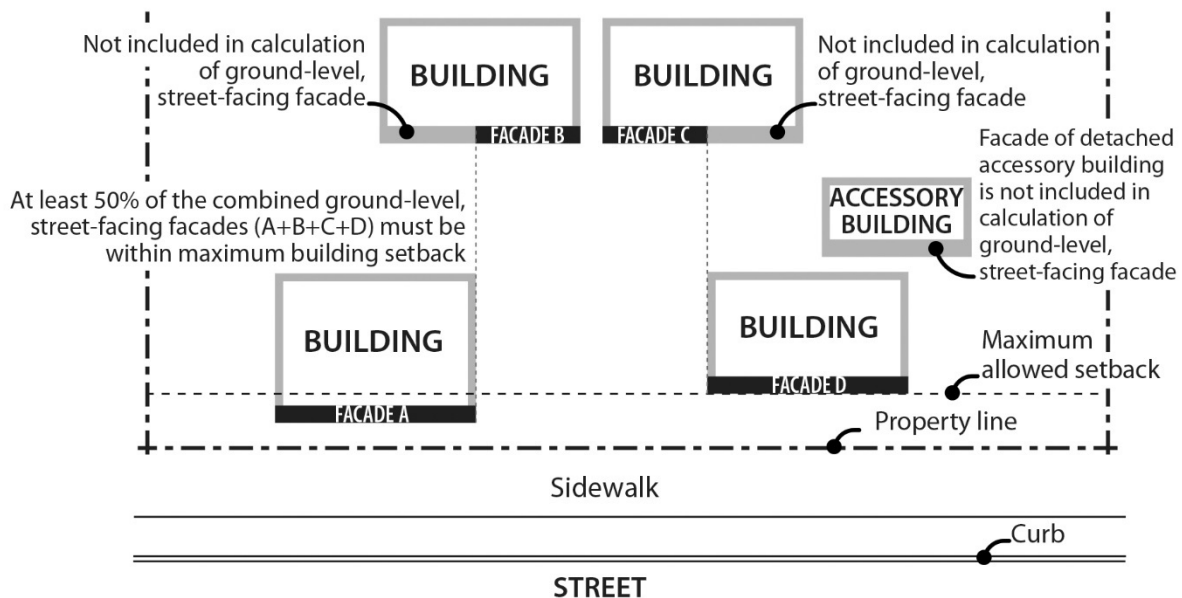 Not included in calculation
of ground-level,
street-facing facade
BUILDING
FACADE B
BUILDING
FACADE C
Not included in calculation
of ground-level,
street-facing facade
Facade of detached
accessory building
is not included in
calculation of
ground-level,
street-facing facade
ACCESSORY
BUILDING
At least 50% of the combined ground-level,
street-facing facades (A+B+C+D) must be
within maximum building setback
BUILDING
FACADE A
BUILDING
FACADE D
Maximum
allowed setback
Property line
Sidewalk
Curb
STREET